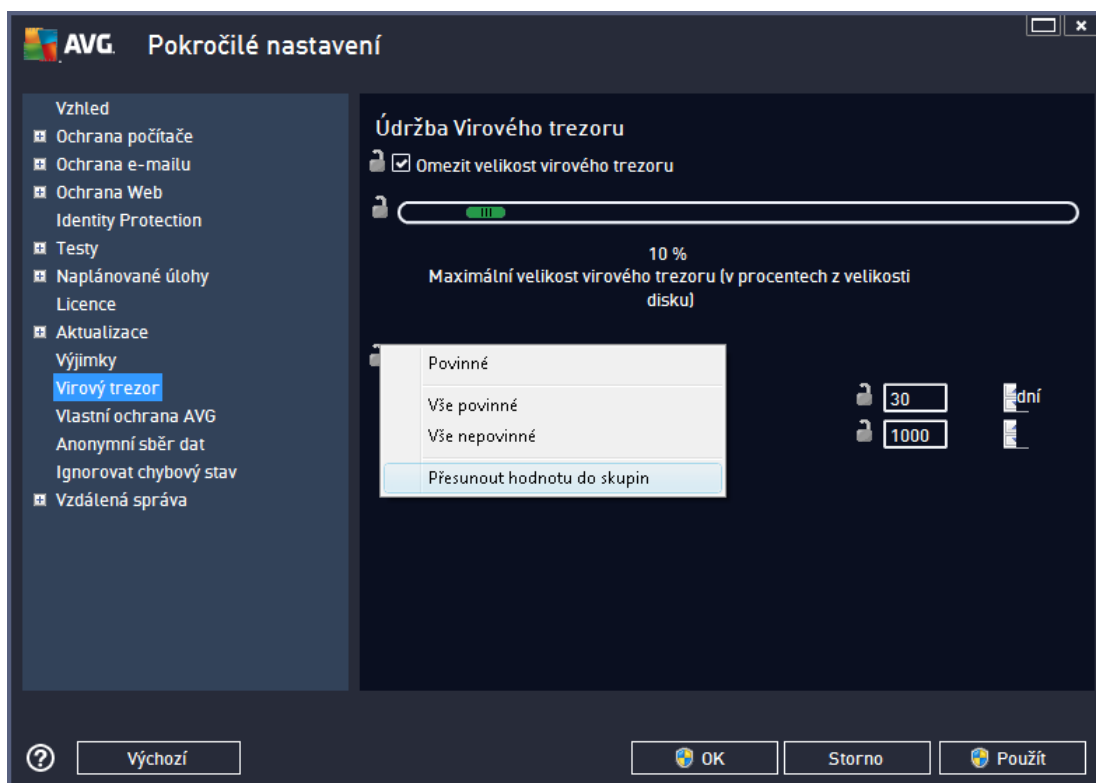 AVG. Pokročilé nastavení
Vzhled
Ochrana počítače
Ochrana e-mailu
Ochrana Web
Identity Protection
Testy
Naplánované úlohy
Licence
Aktualizace
Výjimky
Virový trezor
Vlastní ochrana AVG
Anonymní sběr dat
Ignorovat chybový stav
Vzdálená správa
Údržba Virového trezoru
Omezit velikost virového trezoru
10 %
Maximální velikost virového trezoru (v procentech z velikosti
disku)
Povinné
Vše povinné
Vše nepovinné
Přesunout hodnotu do skupin
30 dní
1000
Výchozí
OK
Storno
Použít